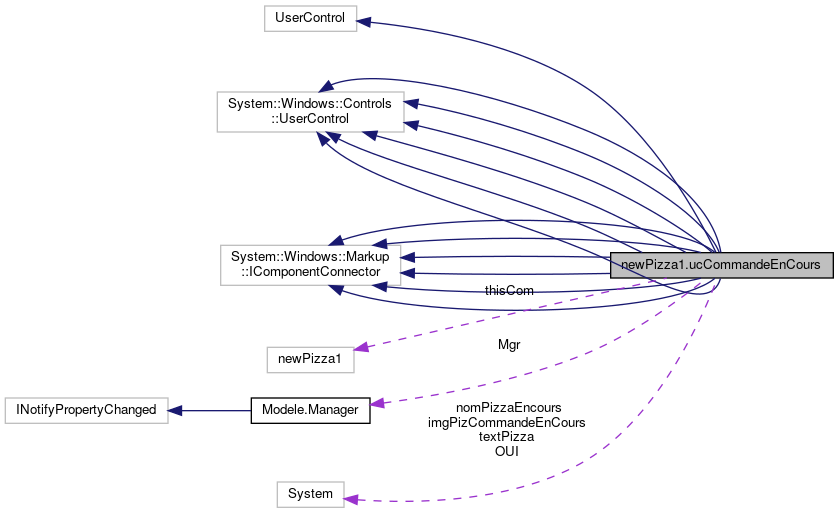 UserControl
System::Windows::Controls
::UserControl
System::Windows::Markup
::IComponentConnector
newPizza1.ucCommandeEnCours
thisCom
newPizza1
Mgr
INotifyPropertyChanged
Modele.Manager
nomPizzaEncours
imgPizCommandeEnCours
textPizza
OUI
System